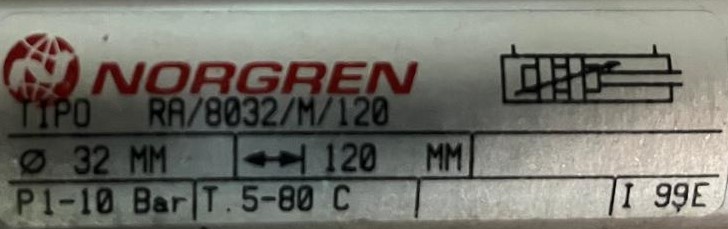 NORGREN
TIPO RA/8032/M/120
Ø 32 MM 120 MM
P1-10 Bar T.5-80 C I 99E